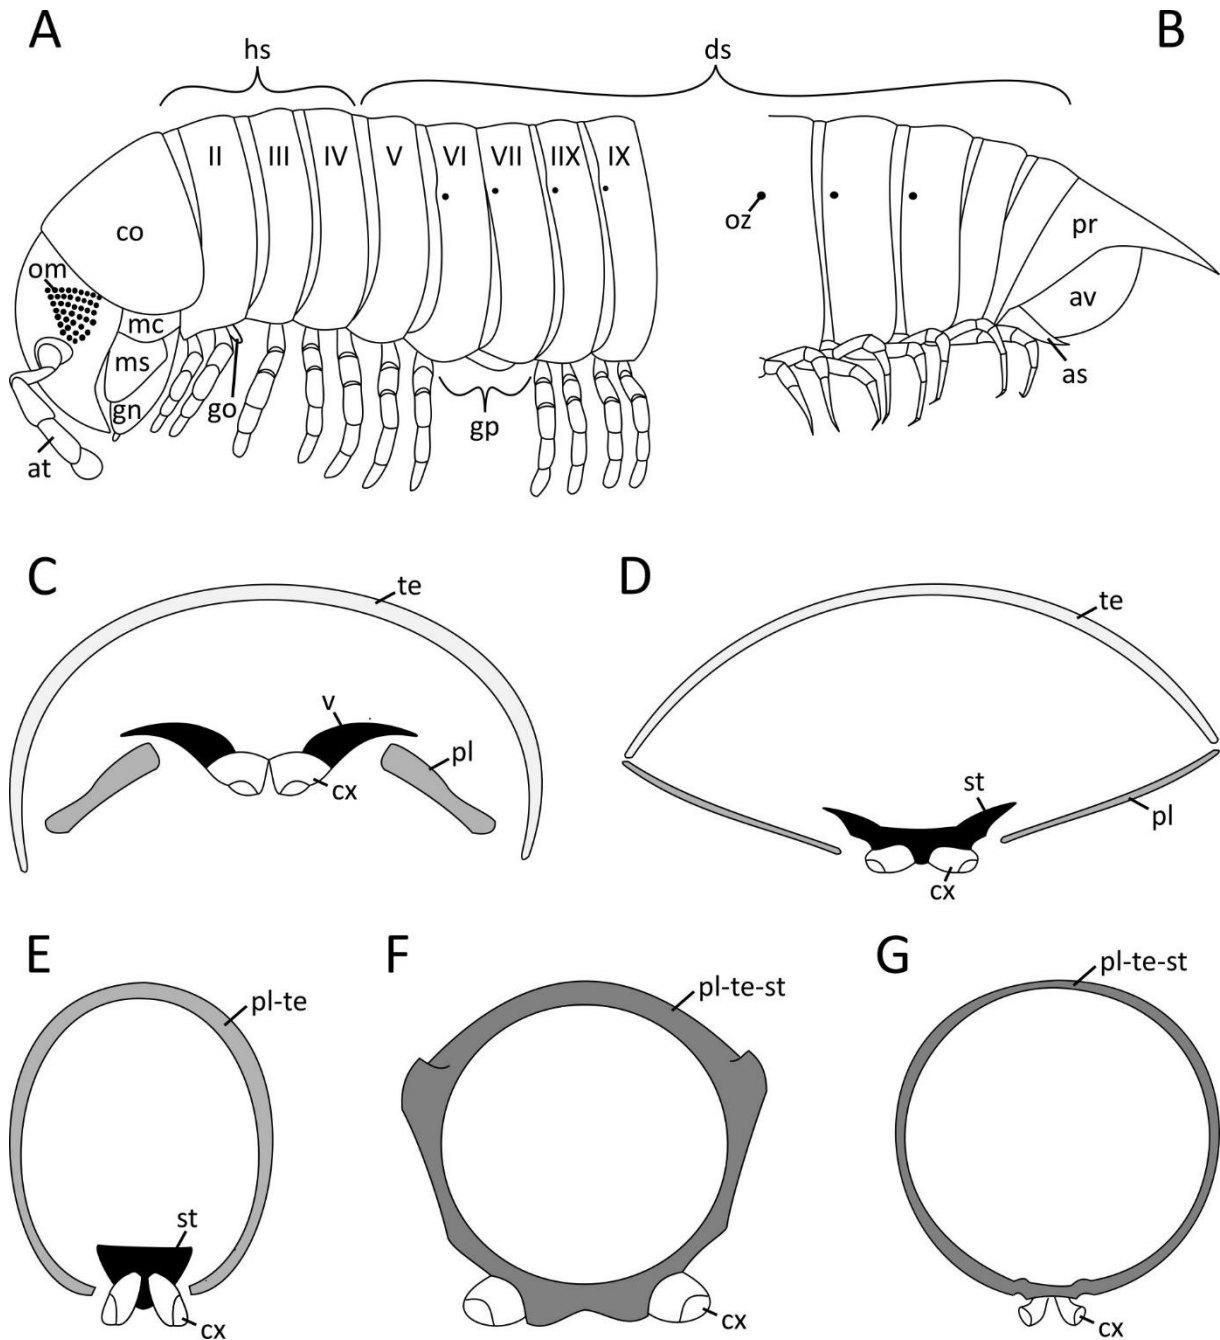 A
B
hs
ds
II
III
IV
V
VI
VII
IIX
IX
co
om
mc
ms
gn
at
go
gp
oz
pr
av
as
C
te
v
pl
cx
D
te
st
pl
cx
E
pl-te
st
cx
F
pl-te-st
cx
G
pl-te-st
cx